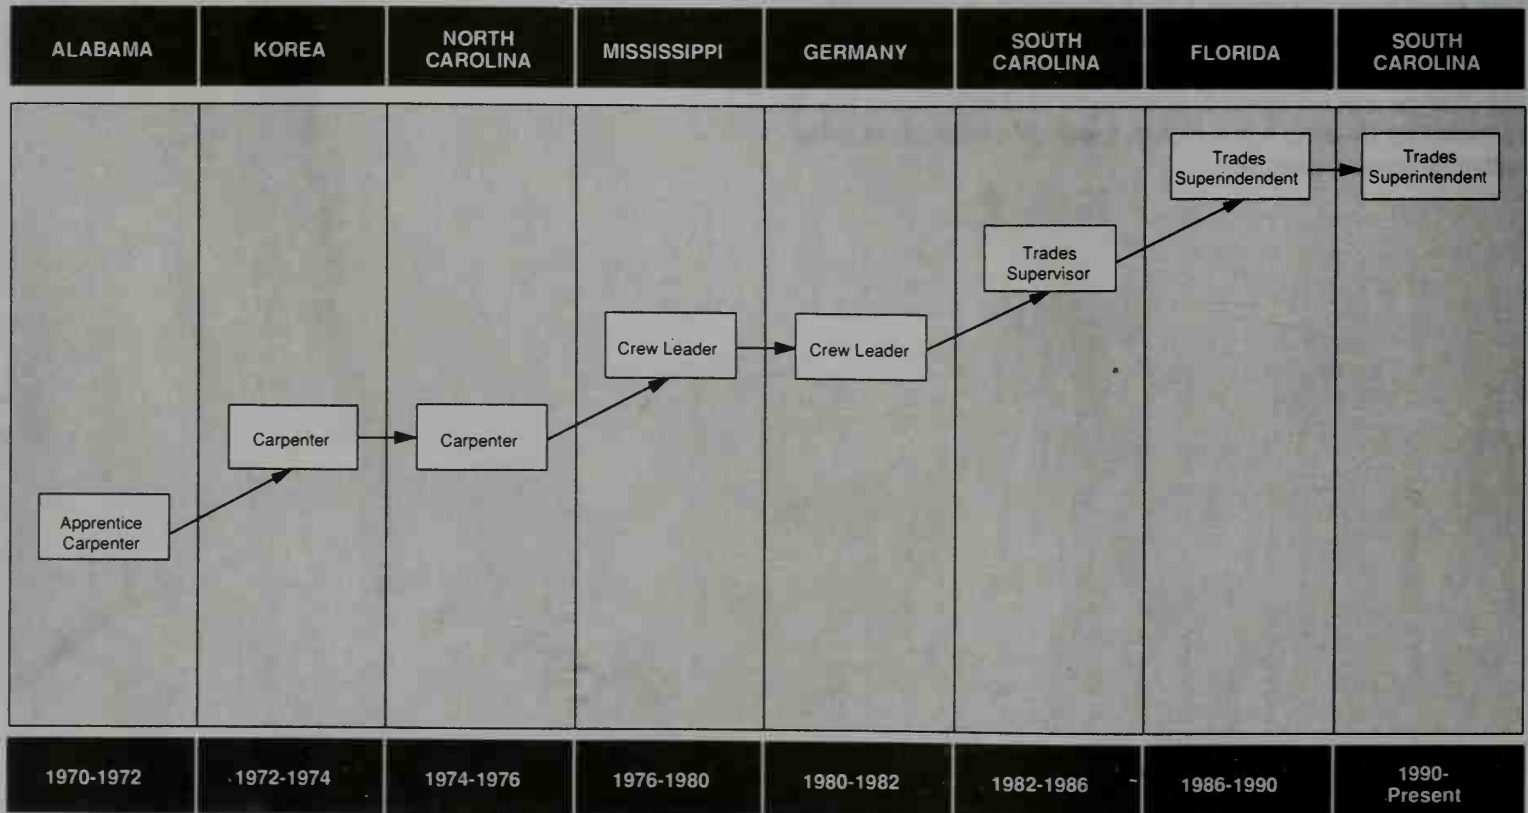 ALABAMA
KOREA
NORTH
CAROLINA
MISSISSIPPI
GERMANY
SOUTH
CAROLINA
FLORIDA
SOUTH
CAROLINA
Trades
Superindendent
Trades
Superintendent
Trades
Supervisor
Crew Leader
Crew Leader
Carpenter
Carpenter
Apprentice
Carpenter
1970-1972
1972-1974
1974-1976
1976-1980
1980-1982
1982-1986
1986-1990
1990-
Present